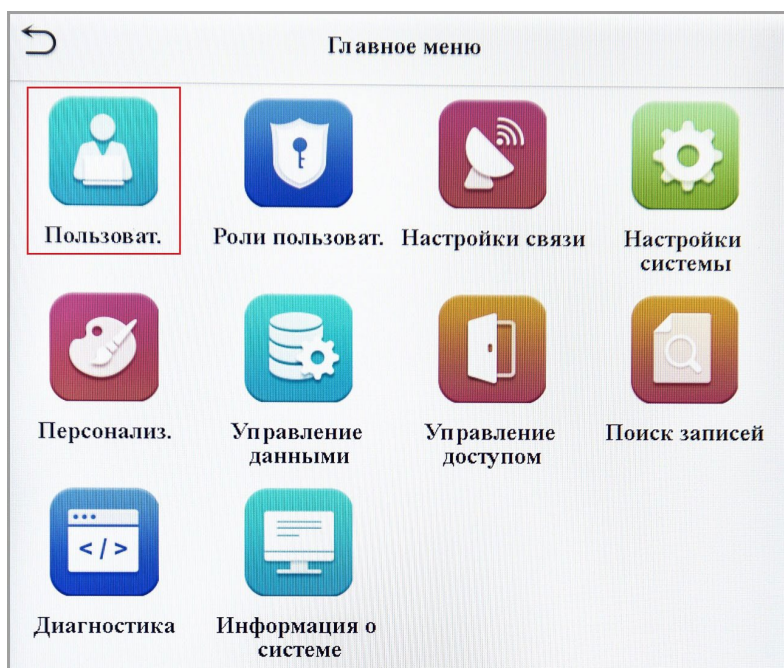 Главное меню
Пользоват.
Роли пользоват.
Настройки связи
Настройки
системы
Персонализ.
Управление
данными
Управление
доступом
Поиск записей
</>
Диагностика
Информация о
системе